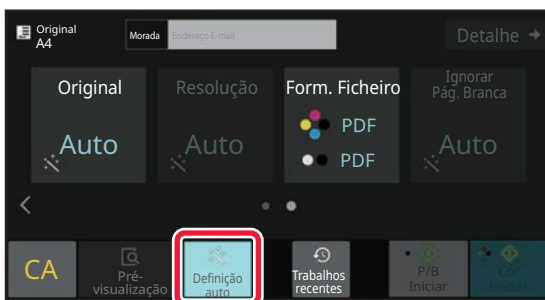 Original
A4
Morada
Endereço E-mail
Detalhe
Original
Resolução
Form. Ficheiro
Ignorar
Pág. Branca
Auto
Auto
PDF
PDF
Auto
CA
Pré-
visualização
Definição
auto
Trabalhos
recentes
P/B
Iniciar
Cor
Iniciar